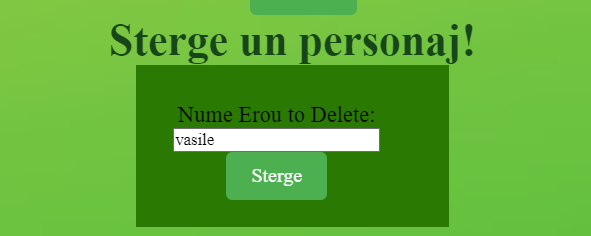 Sterge un personaj!
Nume Erou to Delete:
vasile
Sterge